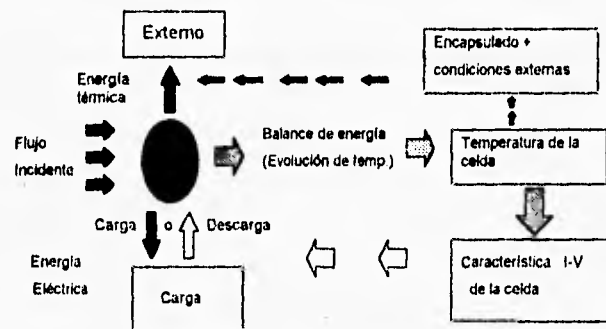 Externo
Encapsulado +
condiciones externas
Energía
térmica
Flujo
Incidente
Balance de energía
(Evolución de temp.)
Temperatura de la
celda
Carga o Descarga
Energía
Eléctrica
Carga
Característica I-V
de la celda